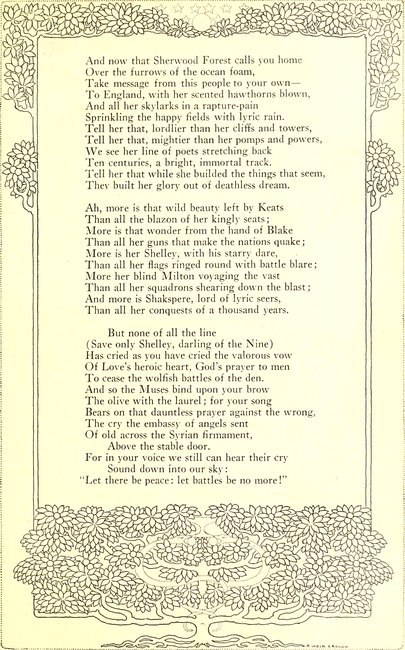 And now that Sherwood Forest calls you home
Over the furrows of the ocean foam,
Take message from this people to your own—
To England, with her scented hawthorns blown,
And all her skylarks in a rapture-pain
Sprinkling the happy fields with lyric rain.
Tell her that, lordlier than her cliffs and towers,
Tell her that, mightier than her pomps and powers,
We see her line of poets stretching back
Ten centuries, a bright, immortal track.
Tell her that while she builded the things that seem,
They built her glory out of deathless dream.
Ah, more is that wild beauty left by Keats
Than all the blazon of her kingly seats;
More is that wonder from the hand of Blake
Than all her guns that make the nations quake;
More is her Shelley, with his starry dare,
Than all her flags ringed round with battle blare;
More her blind Milton voyaging the vast
Than all her squadrons shearing down the blast;
And more is Shakspere, lord of lyric seers,
Than all her conquests of a thousand years.
But none of all the line
(Save only Shelley, darling of the Nine)
Has cried as you have cried the valorous vow
Of Love's heroic heart, God's prayer to men
To cease the wolfish battles of the den.
And so the Muses bind upon your brow
The olive with the laurel; for your song
Bears on that dauntless prayer against the wrong,
The cry the embassy of angels sent
Of old across the Syrian firmament,
Above the stable door.
For in your voice we still can hear their cry
Sound down into our sky:
"Let there be peace: let battles be no more!"
WEIR CROUCH